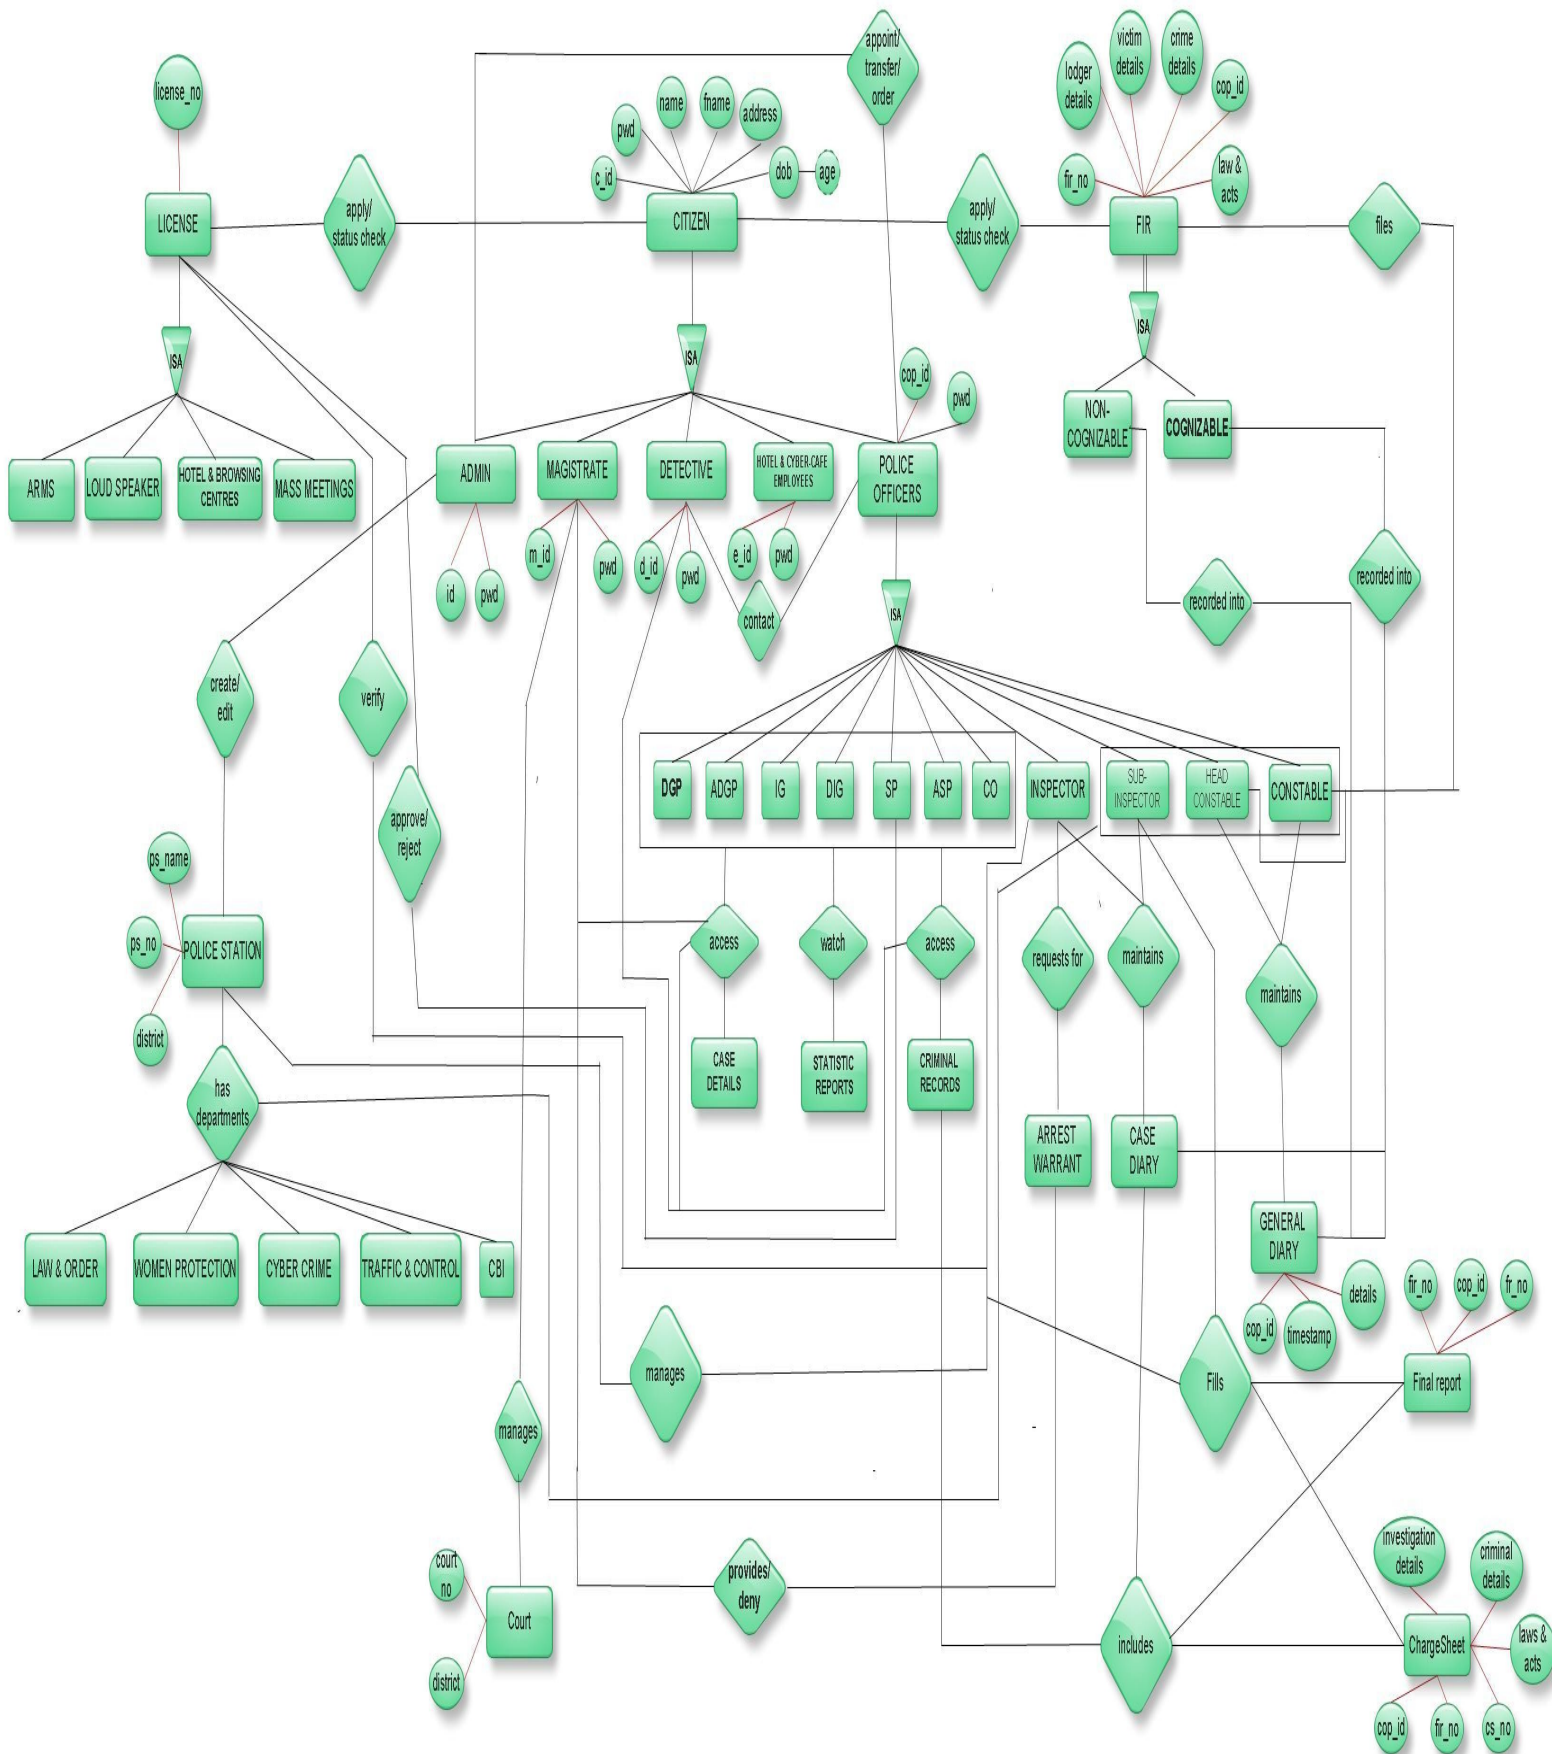 appoint/
transfer/
order
license_no
pwd
name
fname
address
c_id
dob
age
lodger
details
victim
details
crime
details
cop_id
fir_no
law &
acts
LICENSE
apply/
status check
CITIZEN
apply/
status check
FIR
files
ISA
ISA
ISA
cop_id
pwd
NON-
COGNIZABLE
COGNIZABLE
ARMS
LOUD SPEAKER
HOTEL & BROWSING
CENTRES
MASS MEETINGS
ADMIN
MAGISTRATE
DETECTIVE
HOTEL & CYBER-CAFE
EMPLOYEES
POLICE
OFFICERS
id
pwd
m_id
pwd
d_id
pwd
e_id
pwd
contact
ISA
recorded into
recorded into
create/
edit
verify
approve/
reject
DGP
ADGP
IG
DIG
SP
ASP
CO
INSPECTOR
SUB-
INSPECTOR
HEAD
CONSTABLE
CONSTABLE
ps_name
ps_no
district
POLICE STATION
access
watch
access
requests for
maintains
maintains
has
departments
CASE
DETAILS
STATISTIC
REPORTS
CRIMINAL
RECORDS
ARREST
WARRANT
CASE
DIARY
GENERAL
DIARY
LAW & ORDER
WOMEN PROTECTION
CYBER CRIME
TRAFFIC & CONTROL
CBI
cop_id
timestamp
details
fir_no
cop_id
fr_no
manages
Fills
Final report
manages
court
no
district
Court
provides/
deny
includes
investigation
details
criminal
details
laws &
acts
ChargeSheet
cop_id
fir_no
cs_no